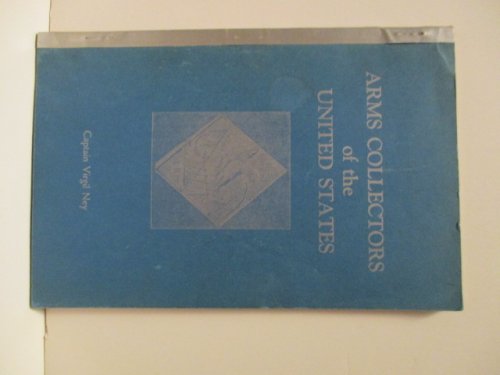 ARMS COLLECTORS
of the
UNITED STATES
Captain Virgil Ney